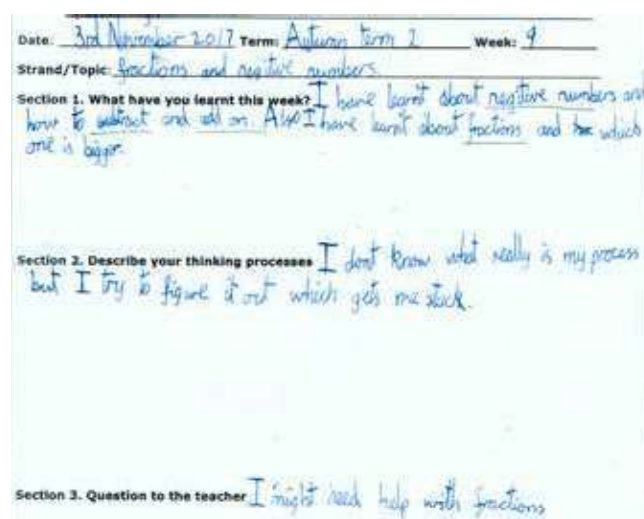 Date: 3rd November 2017 Term: Autumn term 2 Week: 9
Strand/Topic: fractions and negitive numbers.
Section 1. What have you learnt this week? I have learnt about negitive numbers and
how to subtract and add on. Also I have learnt about fractions and which
one is bigger.
Section 2. Describe your thinking processes I dont know what really is my process
but I try to figure it out which gets me stuck.
Section 3. Question to the teacher I might need help with fractions